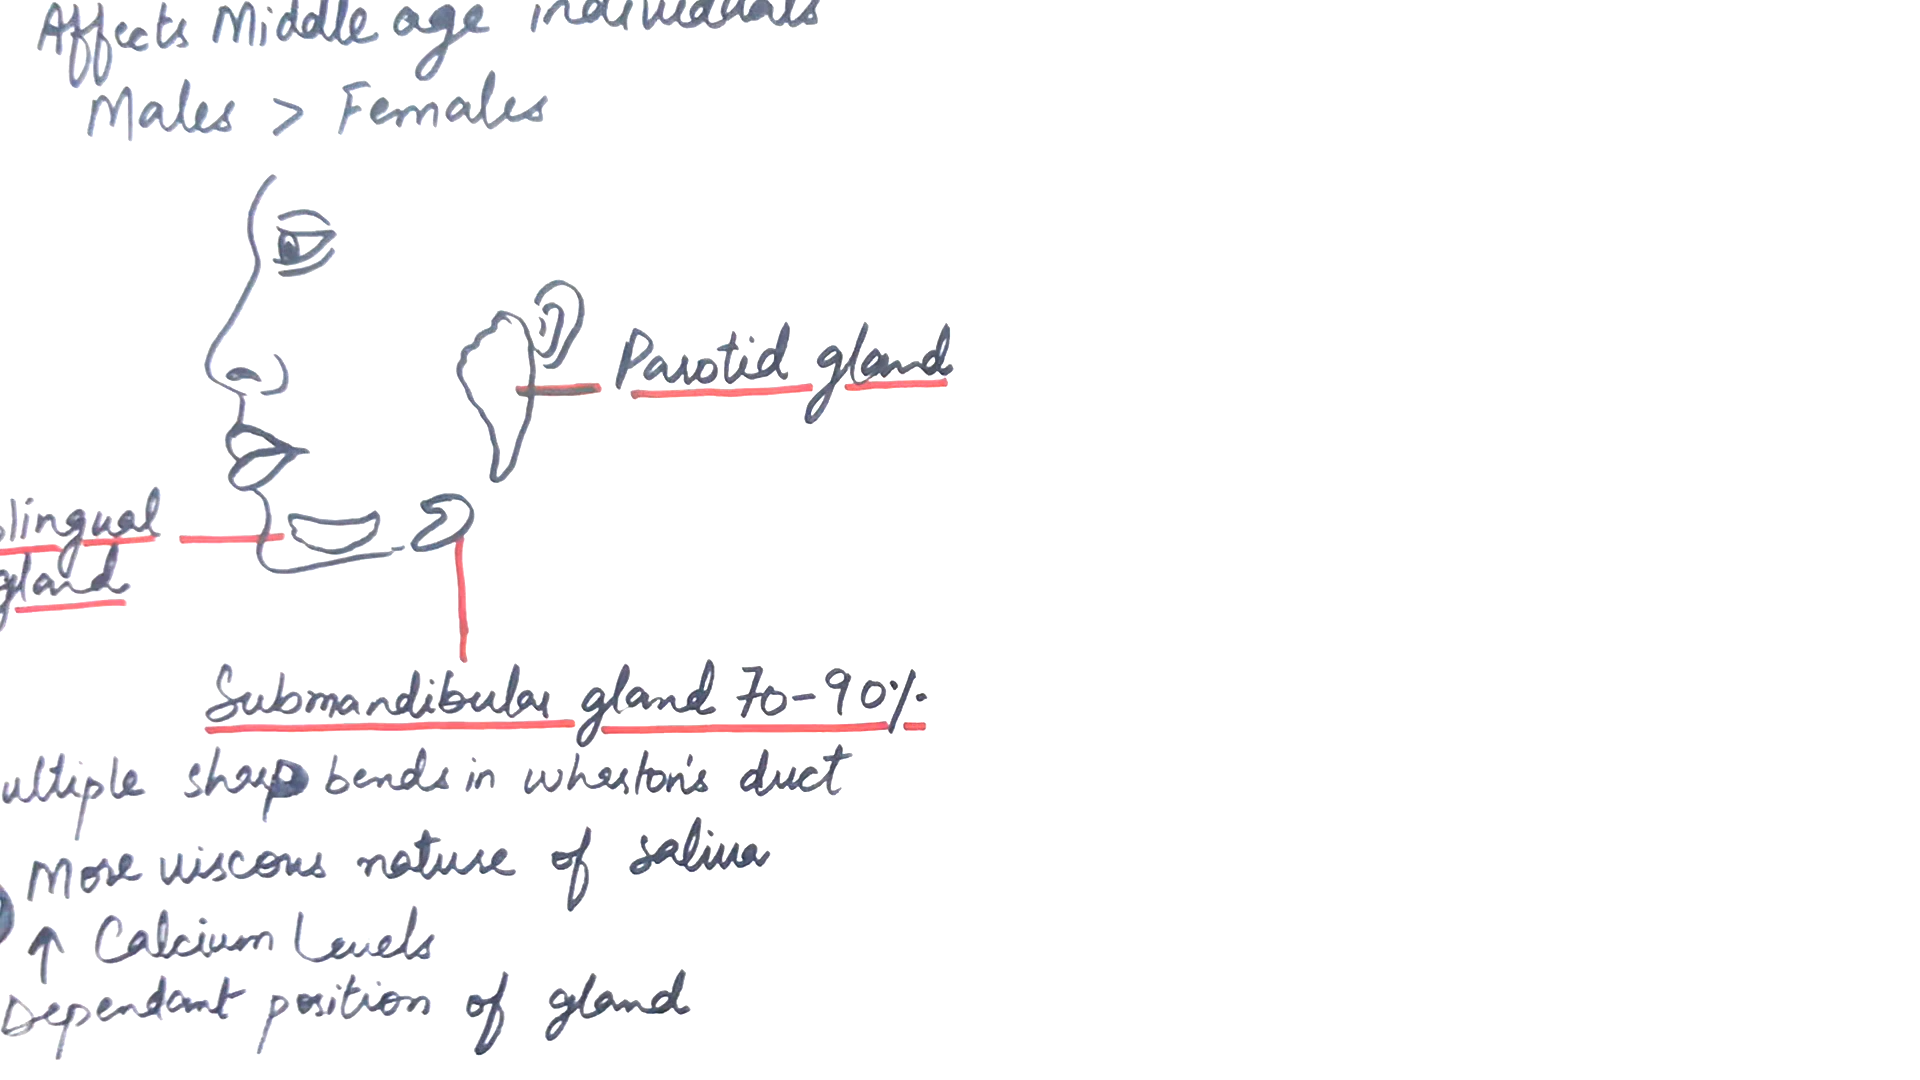 Affects Middle age individuals
Males > Females
Parotid gland
lingual
gland
Submandibular gland 70-90%
ultiple sharp bends in wharton's duct
More viscous nature of saliva
↑ Calcium Levels
Dependant position of gland